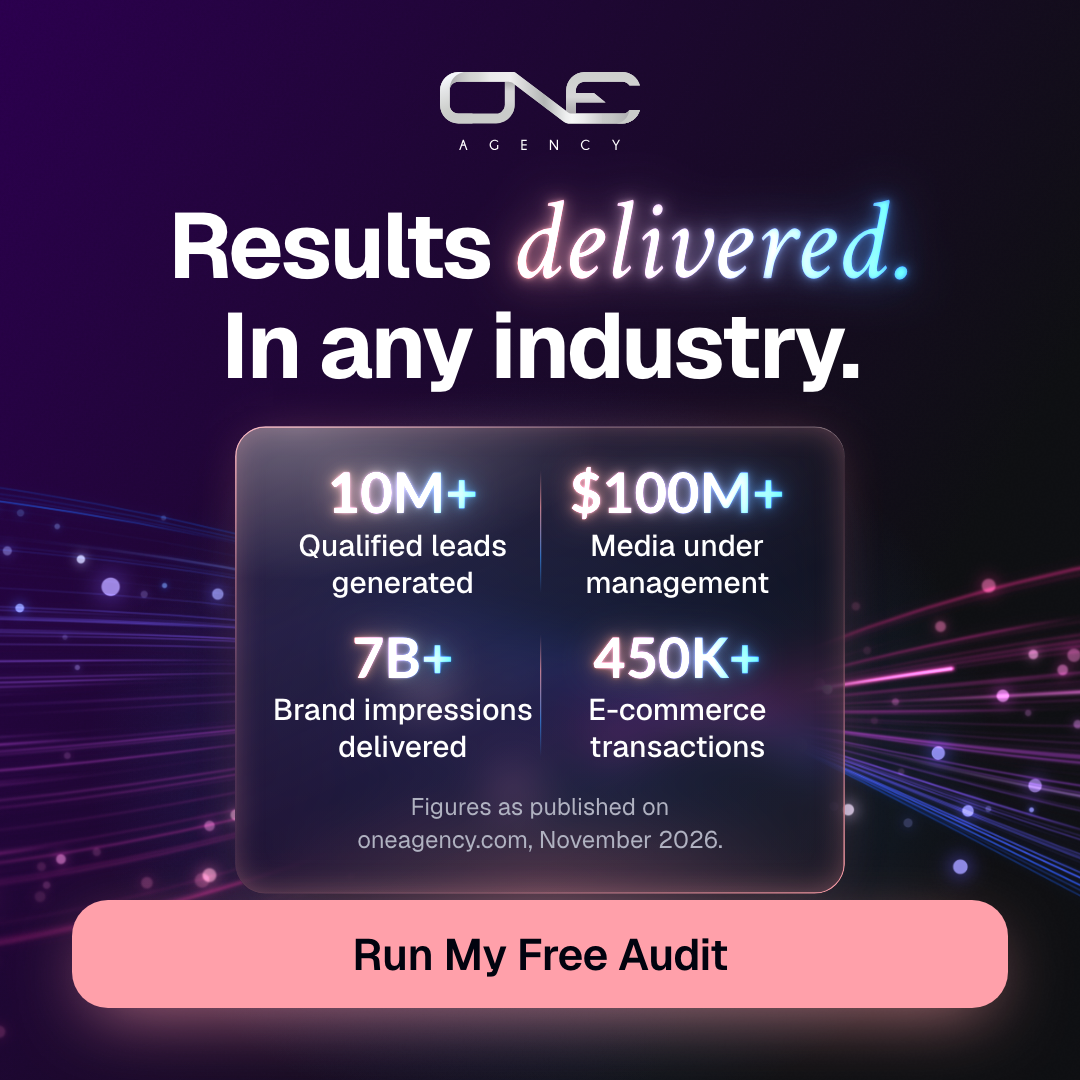 ONE
AGENCY
Results delivered.
In any industry.
10M+
Qualified leads
generated
$100M+
Media under
management
7B+
Brand impressions
delivered
450K+
E-commerce
transactions
Figures as published on
oneagency.com, November 2026.
Run My Free Audit